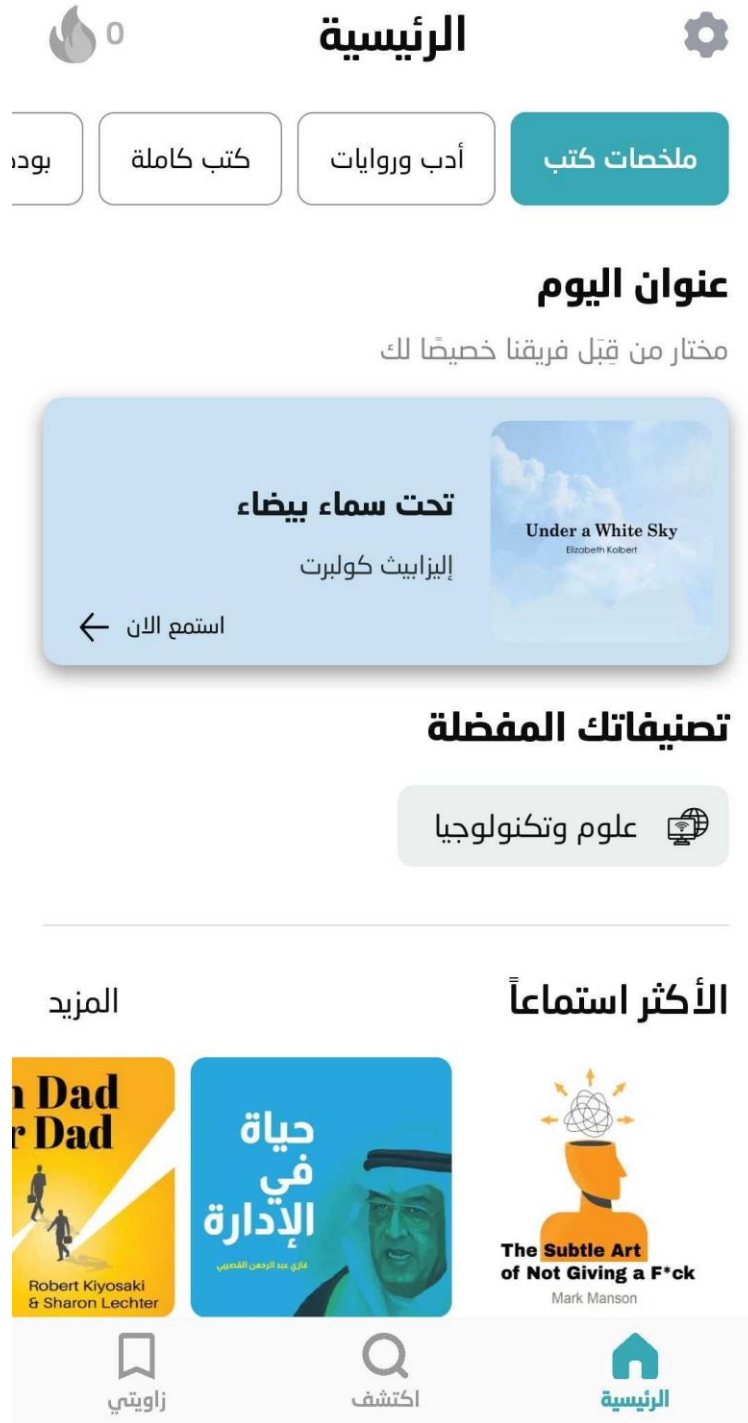 الرئيسية
0
ملخصات كتب
أدب وروايات
كتب كاملة
عنوان اليوم
مختار من قِبَل فريقنا خصيصًا لك
Under a White Sky
Elizabeth Kolbert
تحت سماء بيضاء
إليزابيث كولبرت
استمع الان
تصنيفاتك المفضلة
علوم وتكنولوجيا
الأكثر استماعاً
المزيد
The Subtle Art
of Not Giving a F*ck
Mark Manson
حياة
في
الإدارة
غازي عبد الرحمن القصيبي
Dad
Dad
Robert Kiyosaki
& Sharon Lechter
الرئيسية
اكتشف
زاويتي